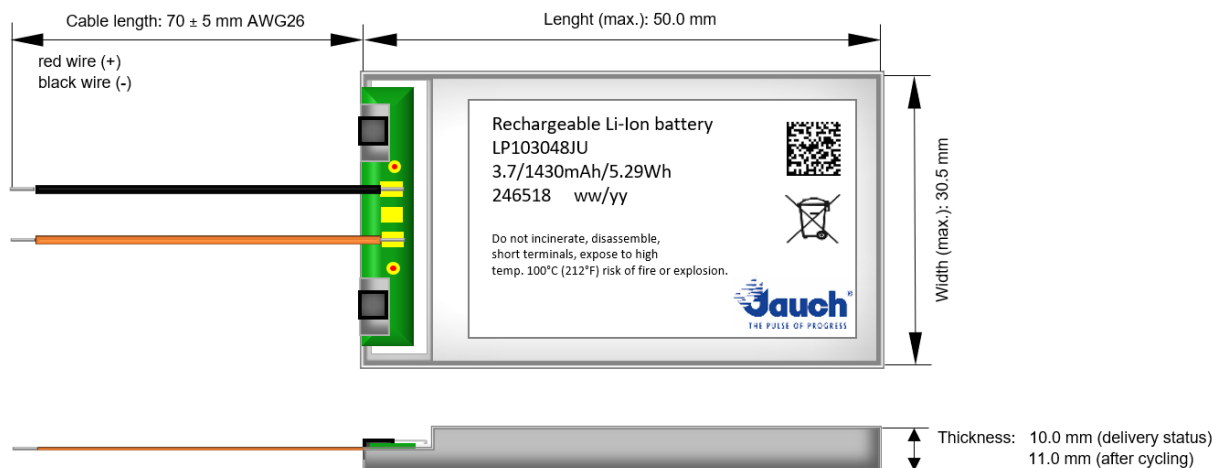 Cable length: 70 ± 5 mm AWG26
Lenght (max.): 50.0 mm
red wire (+)
black wire (-)
Rechargeable Li-Ion battery
LP103048JU
3.7/1430mAh/5.29Wh
246518 ww/yy
Do not incinerate, disassemble,
short terminals, expose to high
temp. 100°C (212°F) risk of fire or explosion.
Jauch®
THE PULSE OF PROGRESS
Width (max.): 30.5 mm
Thickness: 10.0 mm (delivery status)
11.0 mm (after cycling)